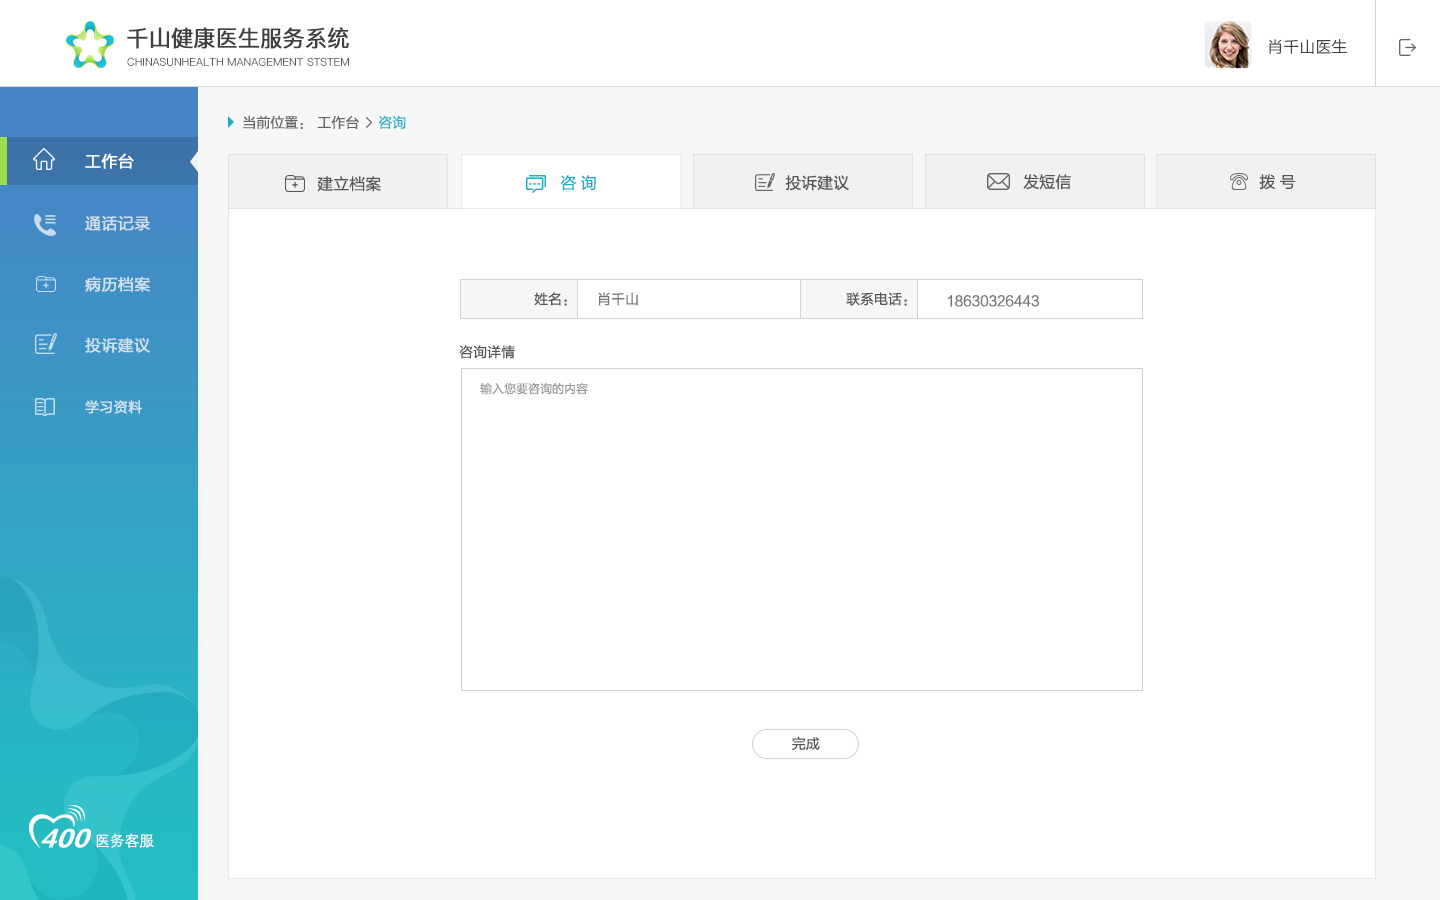 千山健康医生服务系统
CHINASUNHEALTH MANAGEMENT STSTEM
肖千山医生
工作台
通话记录
病历档案
投诉建议
学习资料
400 医务客服
当前位置： 工作台 > 咨询
建立档案
咨 询
投诉建议
发短信
拨 号
姓名： 肖千山 联系电话： 18630326443
咨询详情
输入您要咨询的内容
完成